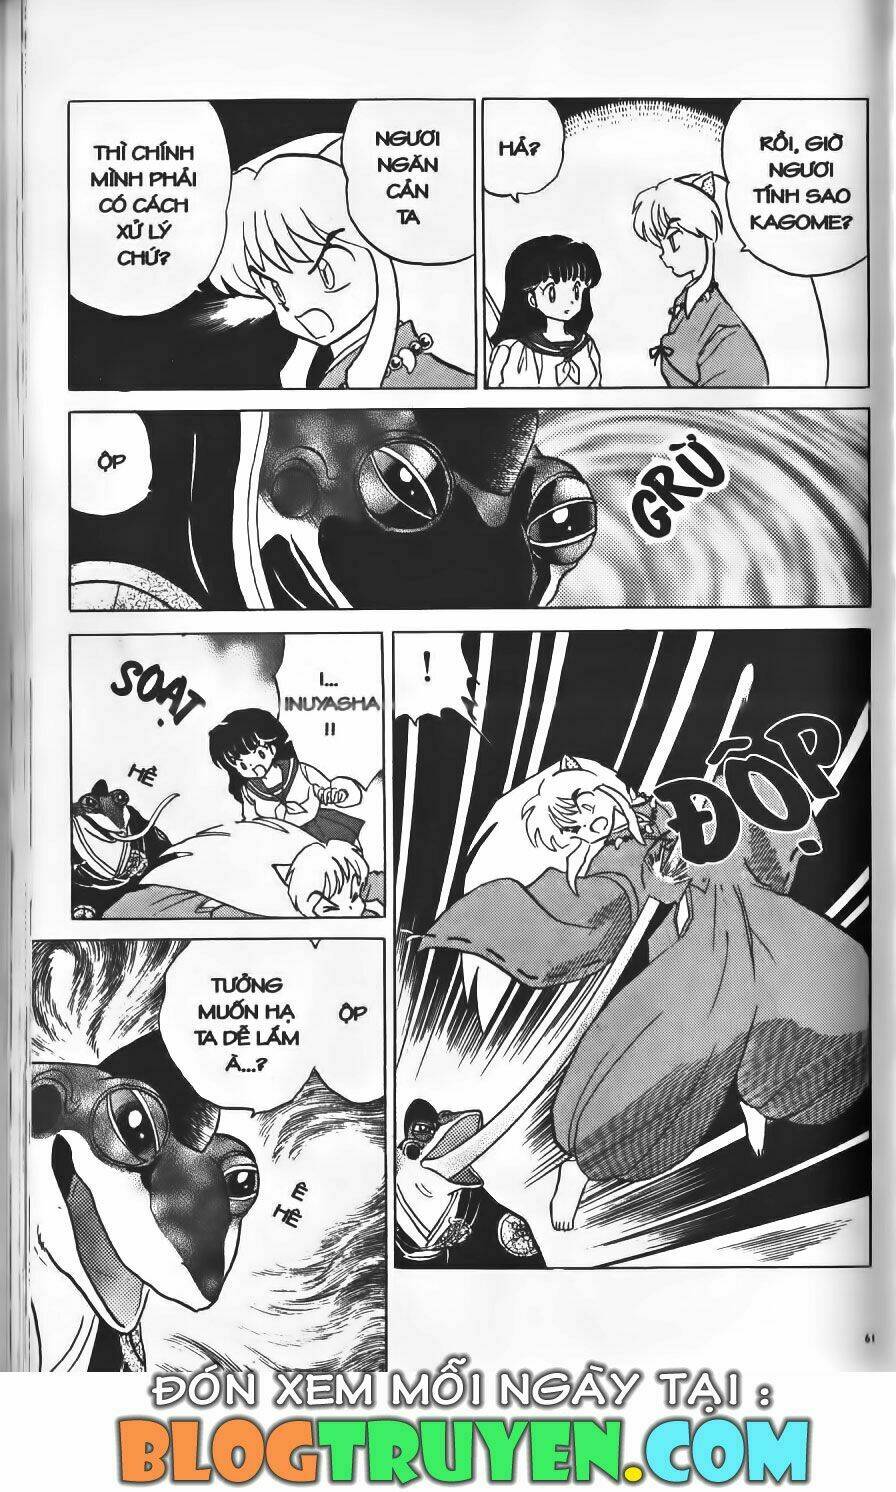 RỒI, GIỜ
NGƯƠI
TÍNH SAO
KAGOME?
HẢ?
NGƯƠI
NGĂN
CẢN
TA
THÌ CHÍNH
MÌNH PHẢI
CÓ CÁCH
XỬ LÝ
CHỨ?
GRỪ
ỘP
!
ĐỘP
I...
INUYASHA
!!
SOẠT
HỀ
ỘP
TƯỞNG
MUỐN HẠ
TA DỄ LẮM
À...?
Ê
HÊ
61
ĐÓN XEM MỖI NGÀY TẠI :
BLOGTRUYEN.COM